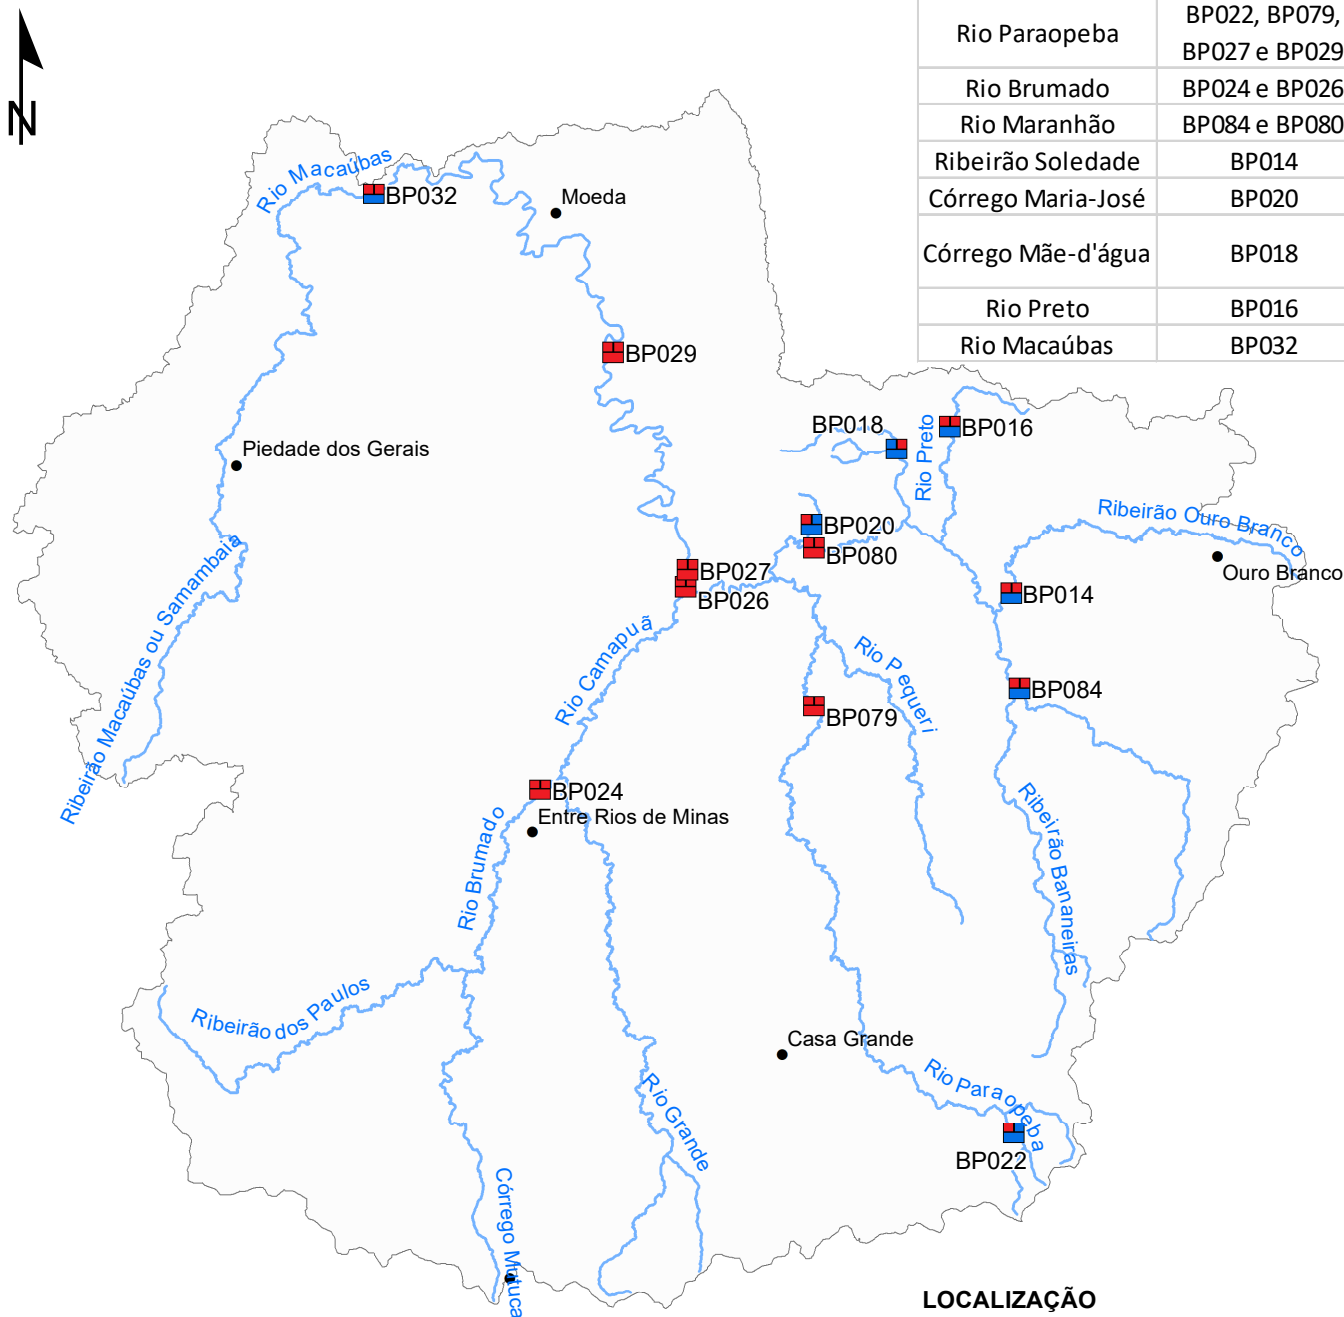 N
Rio Paraopeba
BP022, BP079,
BP027 e BP029
Rio Brumado
BP024 e BP026
Rio Maranhão
BP084 e BP080
Ribeirão Soledade
BP014
Córrego Maria-José
BP020
Córrego Mãe-d'água
BP018
Rio Preto
BP016
Rio Macaúbas
BP032
Rio Macaúbas
BP032
Moeda
BP029
BP018
Rio Preto
BP016
Piedade dos Gerais
Ribeirão Ouro Branco
BP020
BP080
Ouro Branco
BP027
BP026
BP014
Ribeirão Macaúbas ou Samambaia
Rio Camapuã
Rio Pequeri
BP084
BP079
BP024
Entre Rios de Minas
Rio Brumado
Ribeirão Bananeiras
Ribeirão dos Paulos
Casa Grande
Rio Paraopeba
Rio Grande
BP022
Córrego Mutuca
LOCALIZAÇÃO